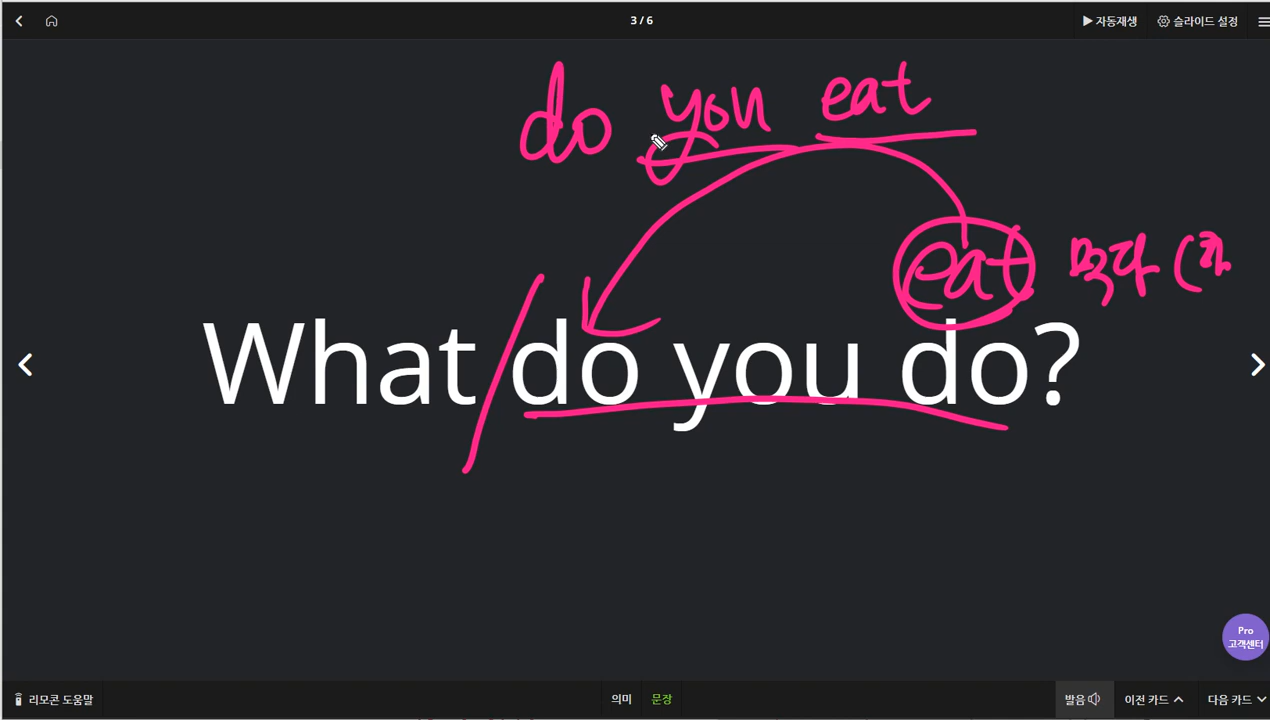 3 / 6
자동재생
슬라이드 설정
do you eat
eat 먹다
What do you do?
Pro
고객센터
리모콘 도움말
의미
문장
발음
이전 카드
다음 카드